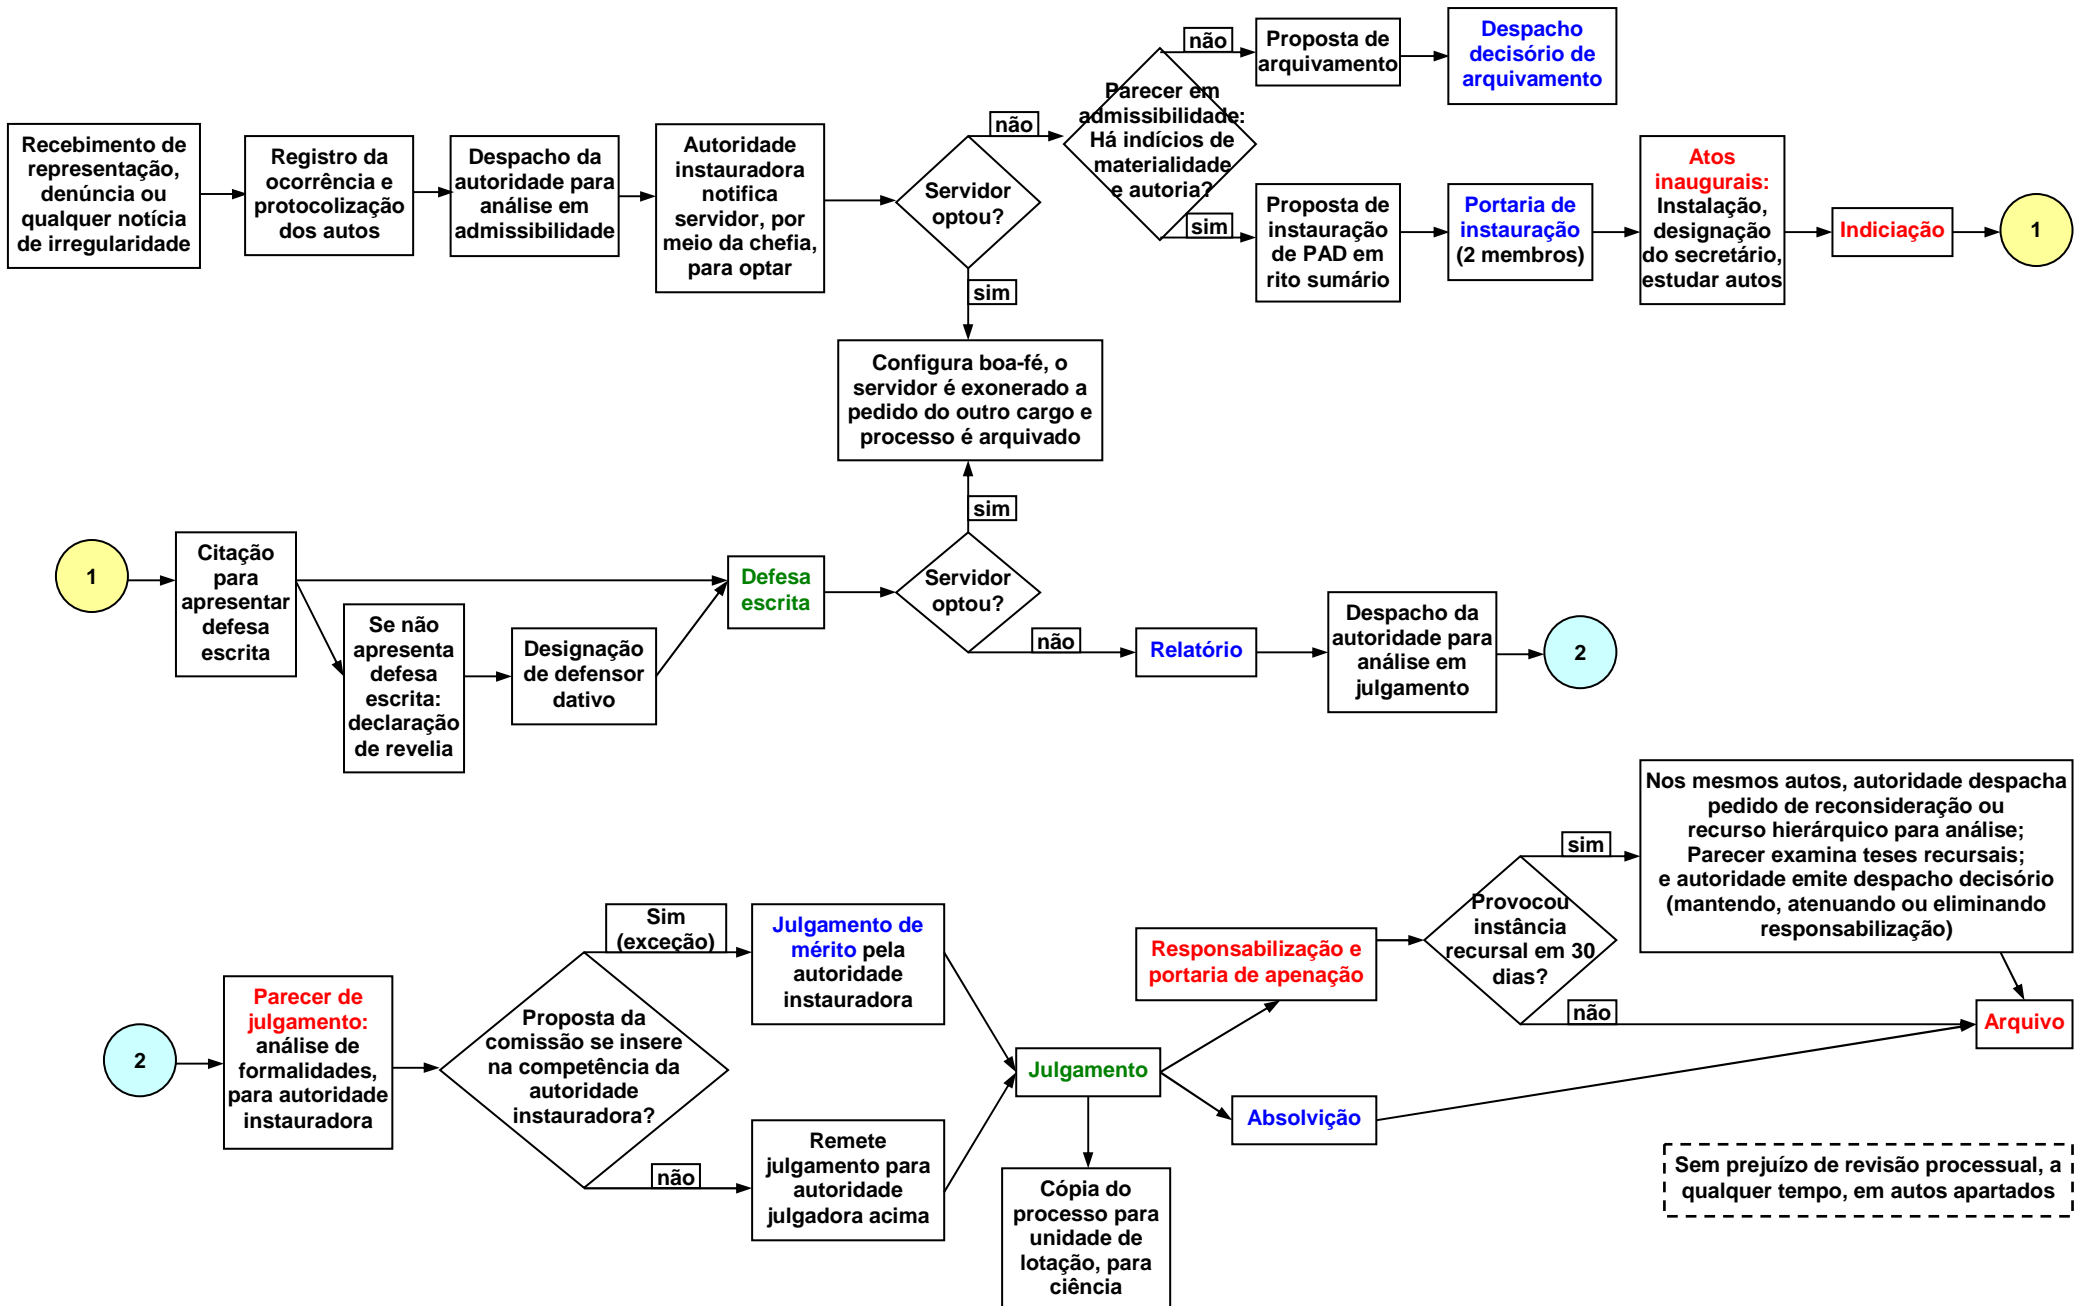 Recebimento de
representação,
denúncia ou
qualquer notícia
de irregularidade
Registro da
ocorrência e
protocolização
dos autos
Despacho da
autoridade para
análise em
admissibilidade
Autoridade
instauradora
notifica
servidor, por
meio da chefia,
para optar
Servidor
optou?
não
sim
Parecer em
admissibilidade:
Há indícios de
materialidade
e autoria?
não
Proposta de
arquivamento
Despacho
decisório de
arquivamento
sim
Proposta de
instauração
de PAD em
rito sumário
Portaria de
instauração
(2 membros)
Atos
inaugurais:
Instalação,
designação
do secretário,
estudar autos
Indiciação
1
Configura boa-fé, o
servidor é exonerado a
pedido do outro cargo e
processo é arquivado
1
Citação
para
apresentar
defesa
escrita
Se não
apresenta
defesa
escrita:
declaração
de revelia
Designação
de defensor
dativo
Defesa
escrita
Servidor
optou?
sim
não
Relatório
Despacho da
autoridade para
análise em
julgamento
2
2
Parecer de
julgamento:
análise de
formalidades,
para autoridade
instauradora
Proposta da
comissão se insere
na competência da
autoridade
instauradora?
Sim
(exceção)
Julgamento de
mérito pela
autoridade
instauradora
não
Remete
julgamento para
autoridade
julgadora acima
Julgamento
Cópia do
processo para
unidade de
lotação, para
ciência
Responsabilização e
portaria de apenação
Absolvição
Provocou
instância
recursal em 30
dias?
sim
Nos mesmos autos, autoridade despacha
pedido de reconsideração ou
recurso hierárquico para análise;
Parecer examina teses recursais;
e autoridade emite despacho decisório
(mantendo, atenuando ou eliminando
responsabilização)
não
Arquivo
Sem prejuízo de revisão processual, a
qualquer tempo, em autos apartados